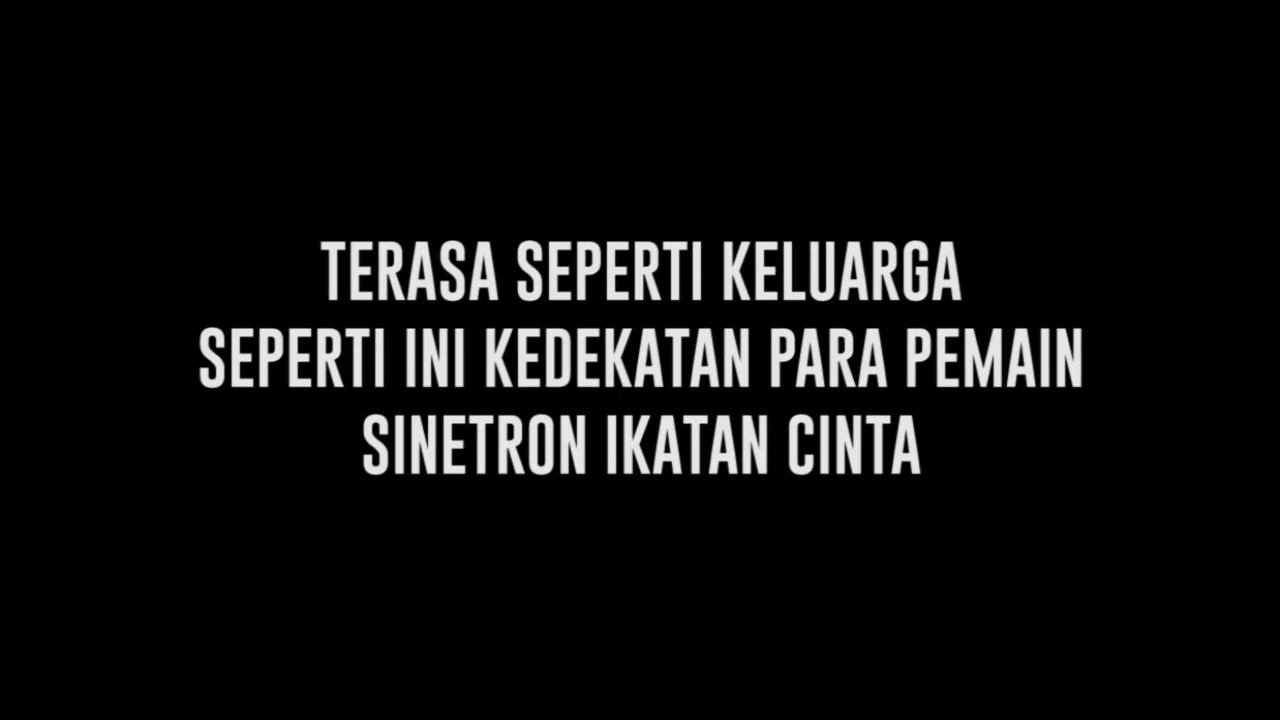 TERASA SEPERTI KELUARGA
SEPERTI INI KEDEKATAN PARA PEMAIN
SINETRON IKATAN CINTA